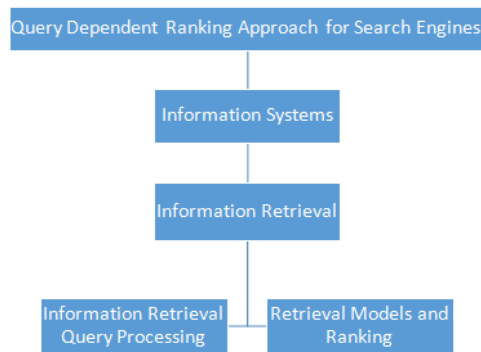 Query Dependent Ranking Approach for Search Engines
Information Systems
Information Retrieval
Information Retrieval
Query Processing
Retrieval Models and
Ranking